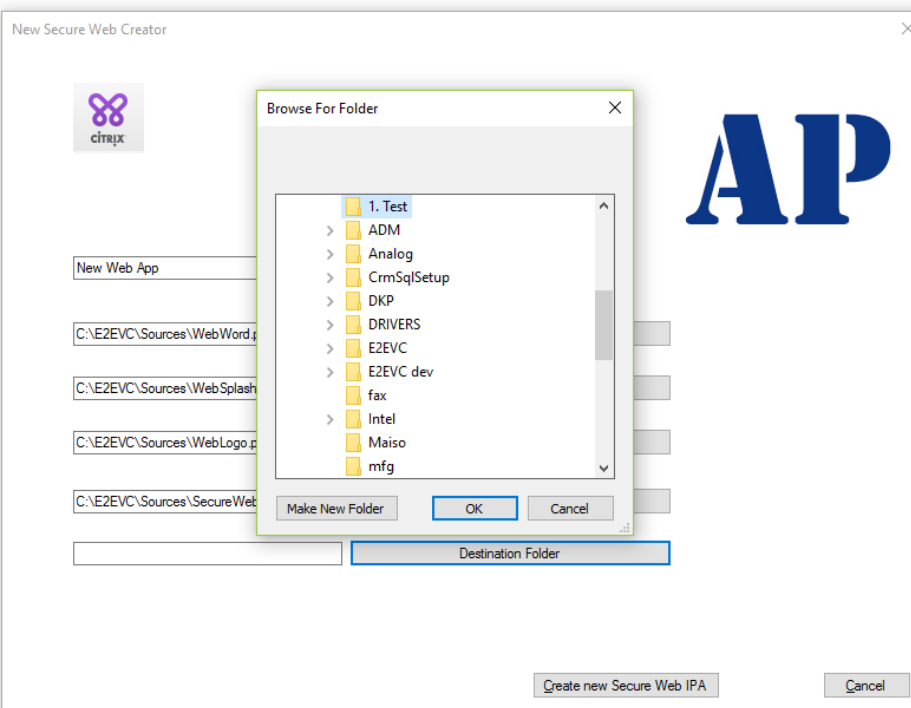 New Secure Web Creator
CİTRIX
AP
Browse For Folder
1. Test
ADM
Analog
CrmSqlSetup
DKP
DRIVERS
E2EVC
E2EVC dev
fax
Intel
Maiso
mfg
Make New Folder
OK
Cancel
New Web App
C:\E2EVC\Sources\WebWord.p
C:\E2EVC\Sources\WebSplash
C:\E2EVC\Sources\WebLogo.p
C:\E2EVC\Sources\SecureWeb
Destination Folder
Create new Secure Web IPA
Cancel